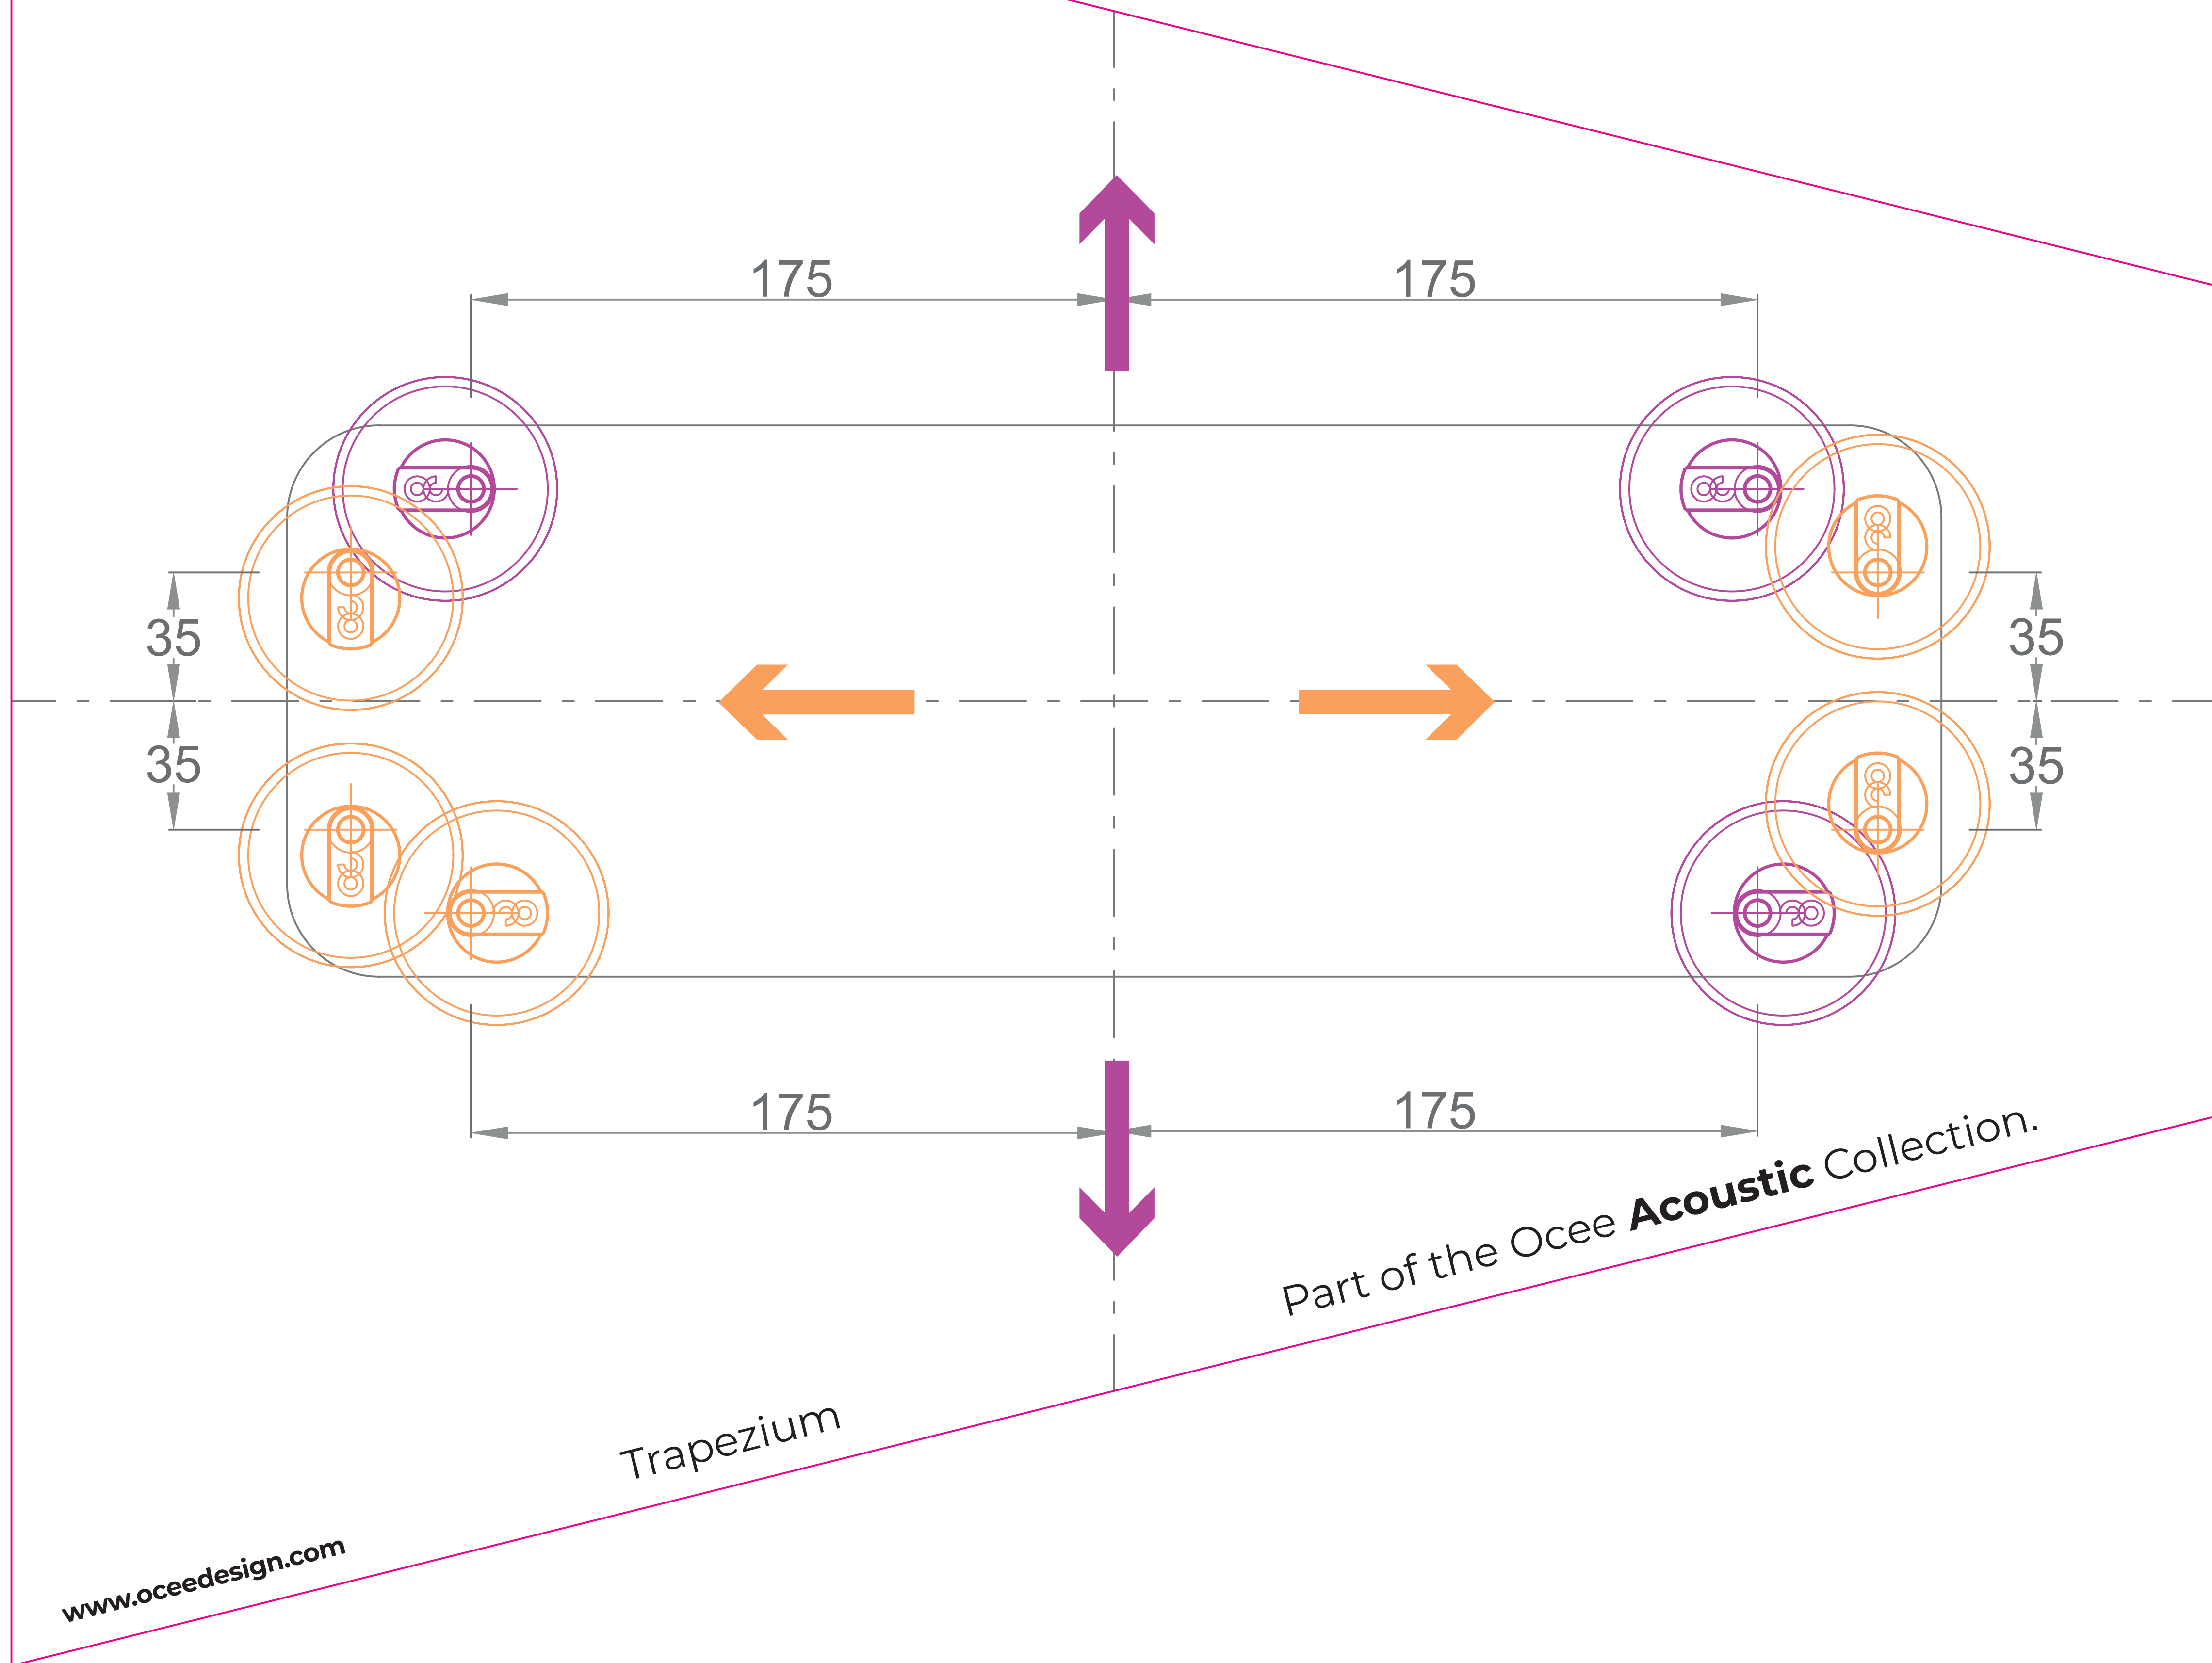 175 175
35 35
35 35
175 175
Part of the Ocee Acoustic Collection.
Trapezium
www.oceedesign.com